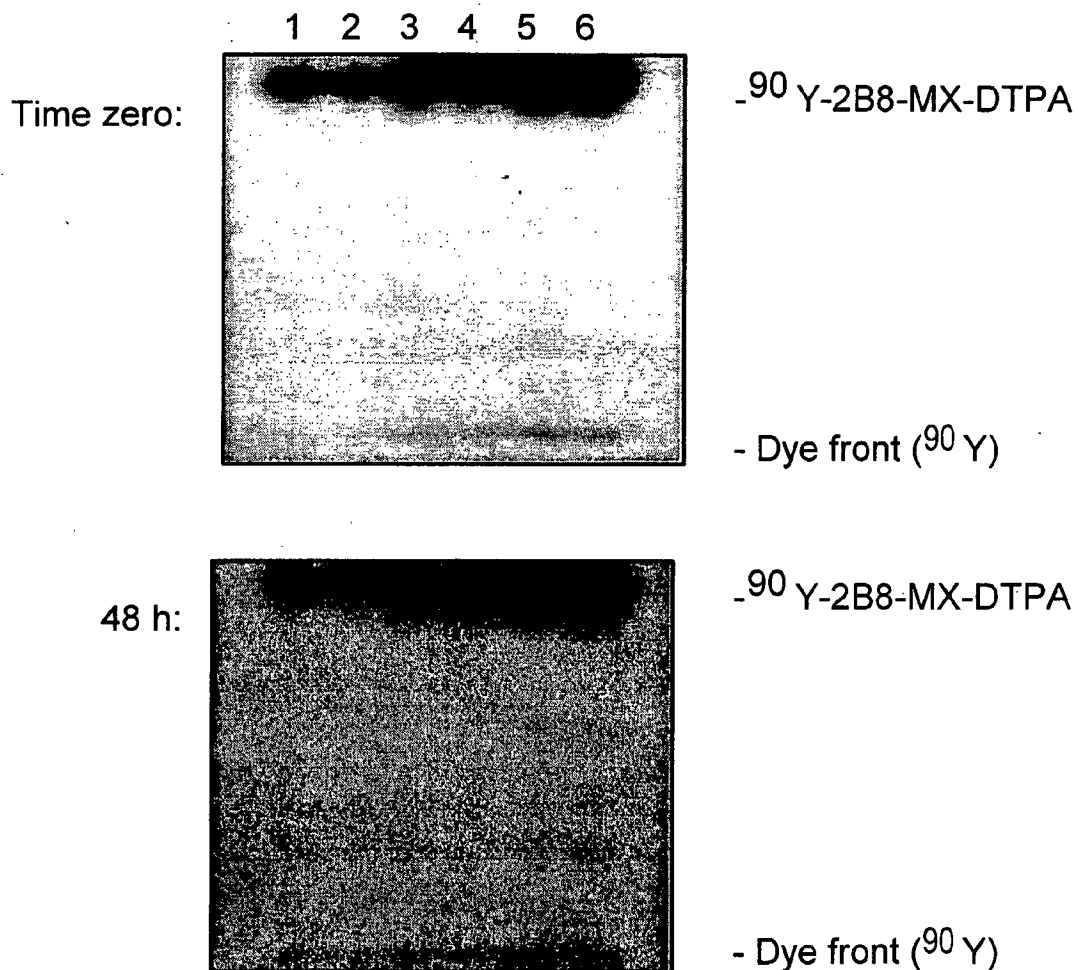 1 2 3 4 5 6
Time zero:
-90 Y-2B8-MX-DTPA
- Dye front (90 Y)
48 h:
-90 Y-2B8-MX-DTPA
- Dye front (90 Y)